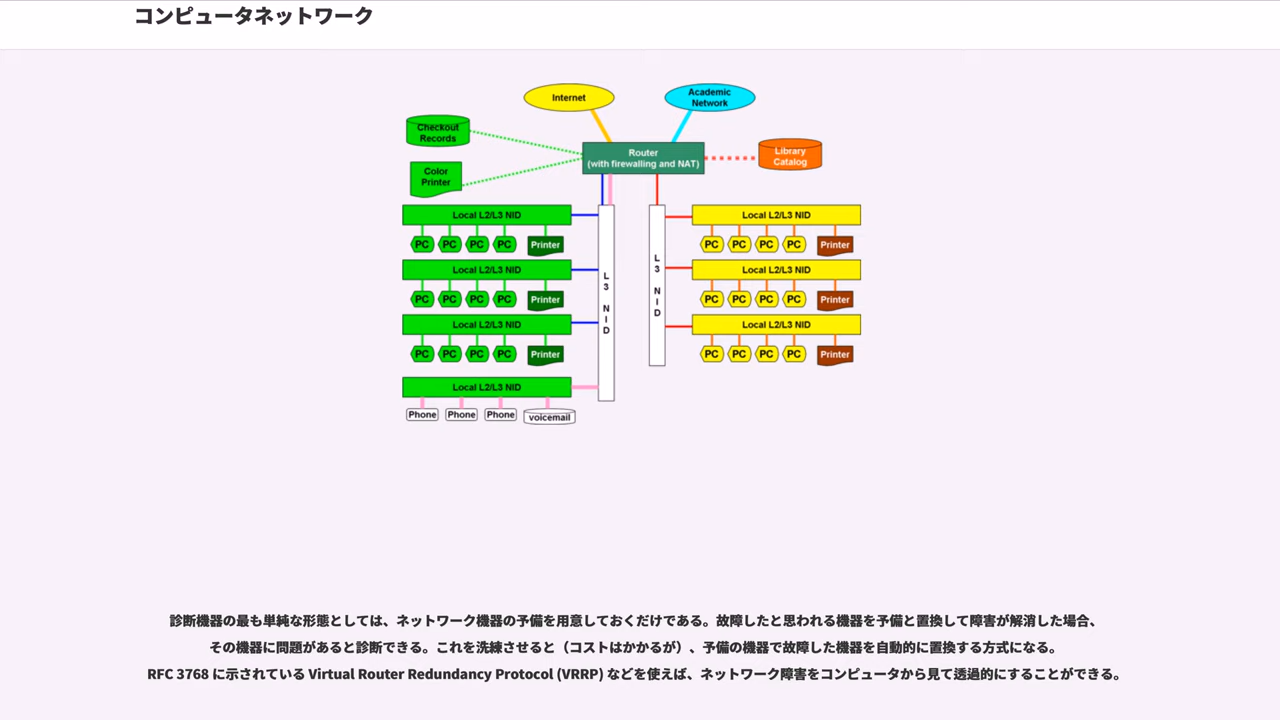 コンピュータネットワーク
Internet
Academic
Network
Checkout
Records
Router
(with firewalling and NAT)
Library
Catalog
Color
Printer
Local L2/L3 NID
Local L2/L3 NID
PC PC PC PC Printer
PC PC PC PC Printer
Local L2/L3 NID
L3 NID
L3 NID
Local L2/L3 NID
PC PC PC PC Printer
PC PC PC PC Printer
Local L2/L3 NID
Local L2/L3 NID
PC PC PC PC Printer
PC PC PC PC Printer
Local L2/L3 NID
Phone Phone Phone voicemail
診断機器の最も単純な形態としては、ネットワーク機器の予備を用意しておくだけである。故障したと思われる機器を予備と置換して障害が解消した場合、
その機器に問題があると診断できる。これを洗練させると（コストはかかるが）、予備の機器で故障した機器を自動的に置換する方式になる。
RFC 3768 に示されている Virtual Router Redundancy Protocol (VRRP) などを使えば、ネットワーク障害をコンピュータから見て透過的にすることができる。